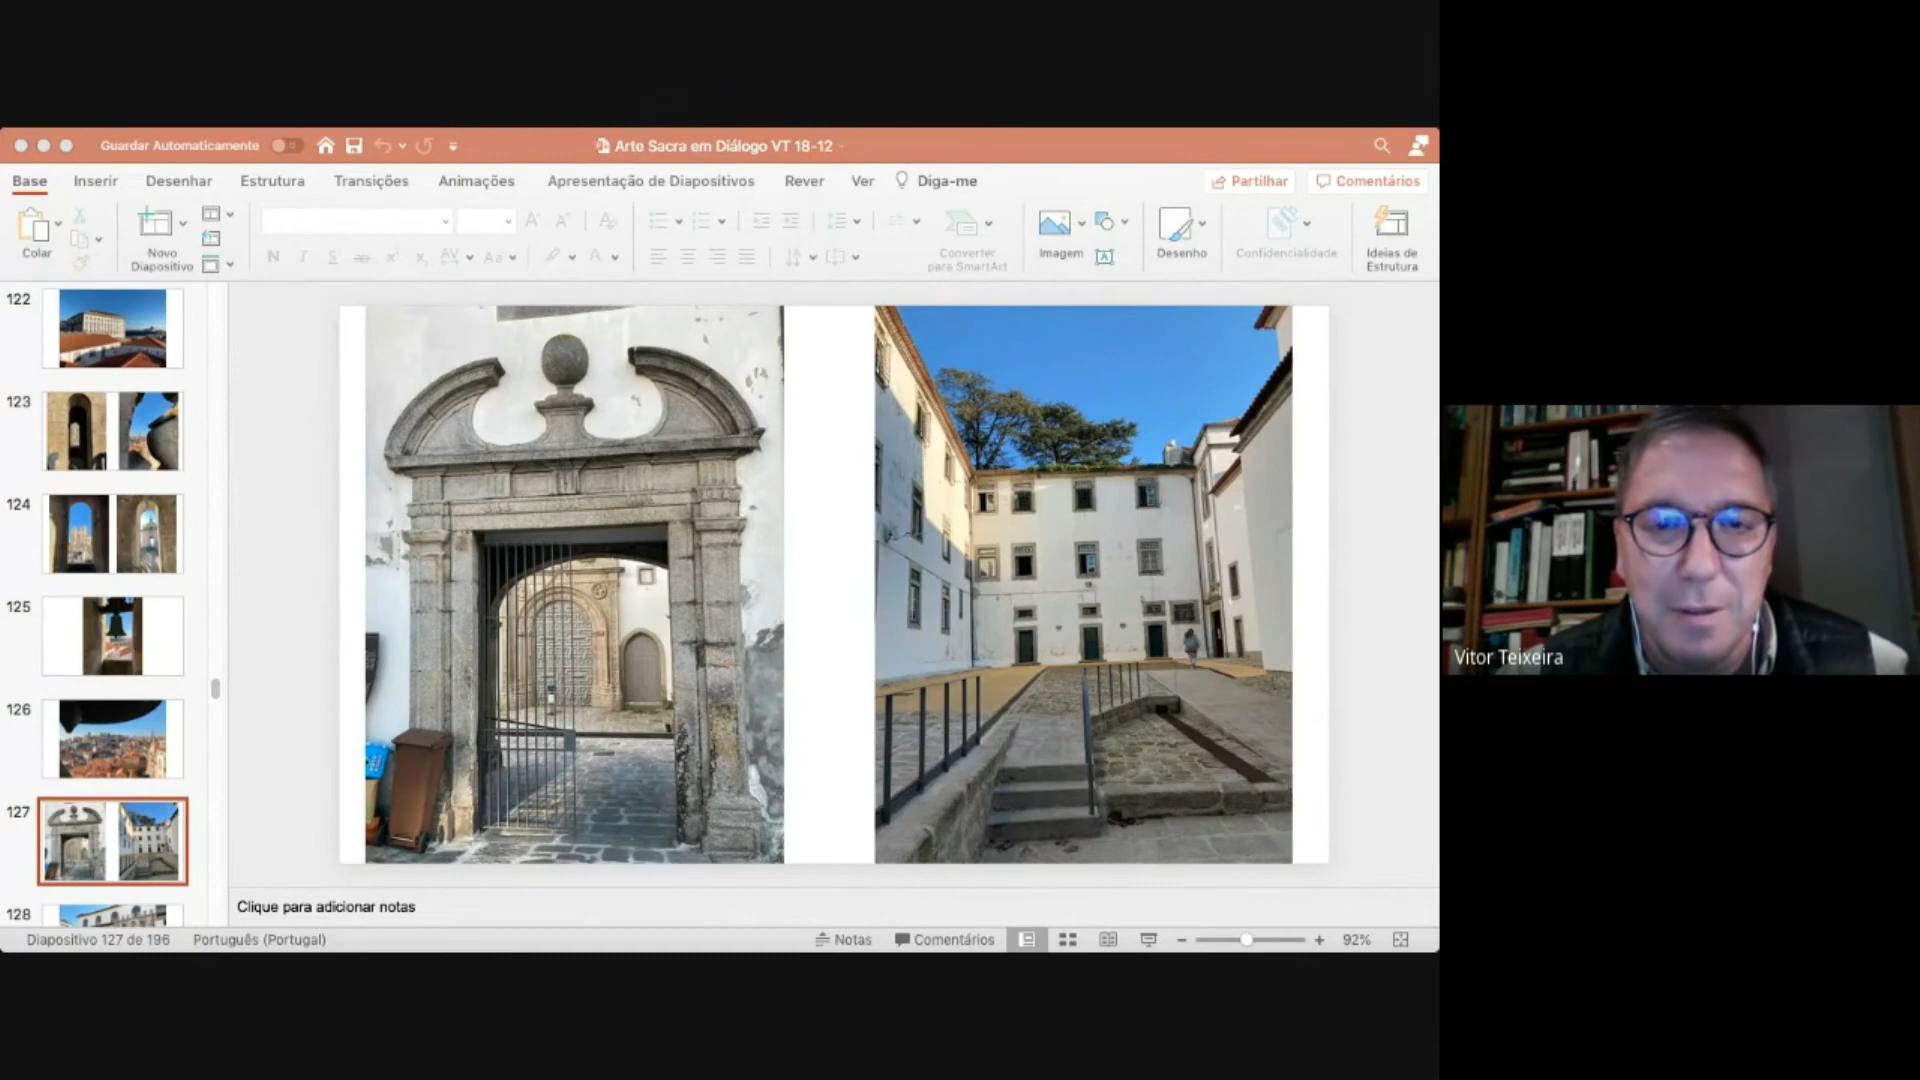 Guardar Automaticamente
Arte Sacra em Diálogo VT 18-12
Base Inserir Desenhar Estrutura Transições Animações Apresentação de Diapositivos Rever Ver Diga-me
Partilhar Comentários
Colar
Novo
Diapositivo
Converter
para SmartArt
Imagem
Desenho
Confidencialidade
Ideias de
Estrutura
122
123
124
125
126
127
128
Clique para adicionar notas
Diapositivo 127 de 196 Português (Portugal)
Notas Comentários 92%
Vitor Teixeira